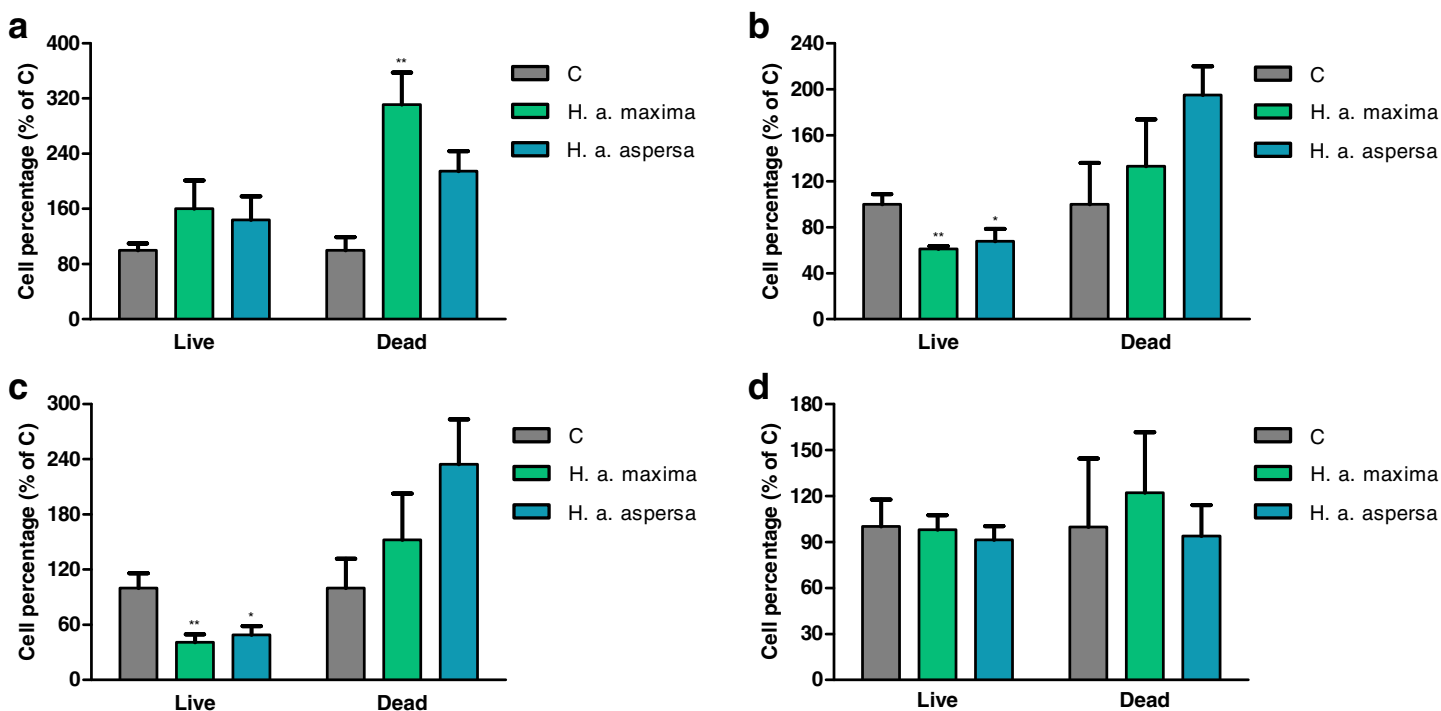 a
Cell percentage (% of C)
400
320
240
160
80
0
**
Live
Dead
C
H. a. maxima
H. a. aspersa
b
Cell percentage (% of C)
240
200
160
120
80
40
0
**
*
Live
Dead
C
H. a. maxima
H. a. aspersa
c
Cell percentage (% of C)
300
240
180
120
60
0
**
*
Live
Dead
C
H. a. maxima
H. a. aspersa
d
Cell percentage (% of C)
180
150
120
90
60
30
0
Live
Dead
C
H. a. maxima
H. a. aspersa